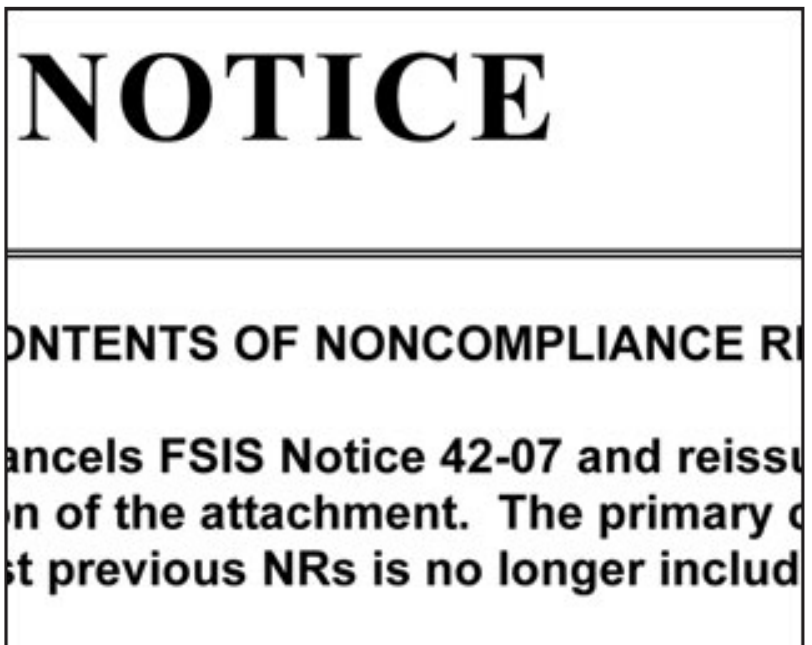 NOTICE
ONTENTS OF NONCOMPLIANCE R
ancels FSIS Notice 42-07 and reissu
n of the attachment. The primary
st previous NRs is no longer includ